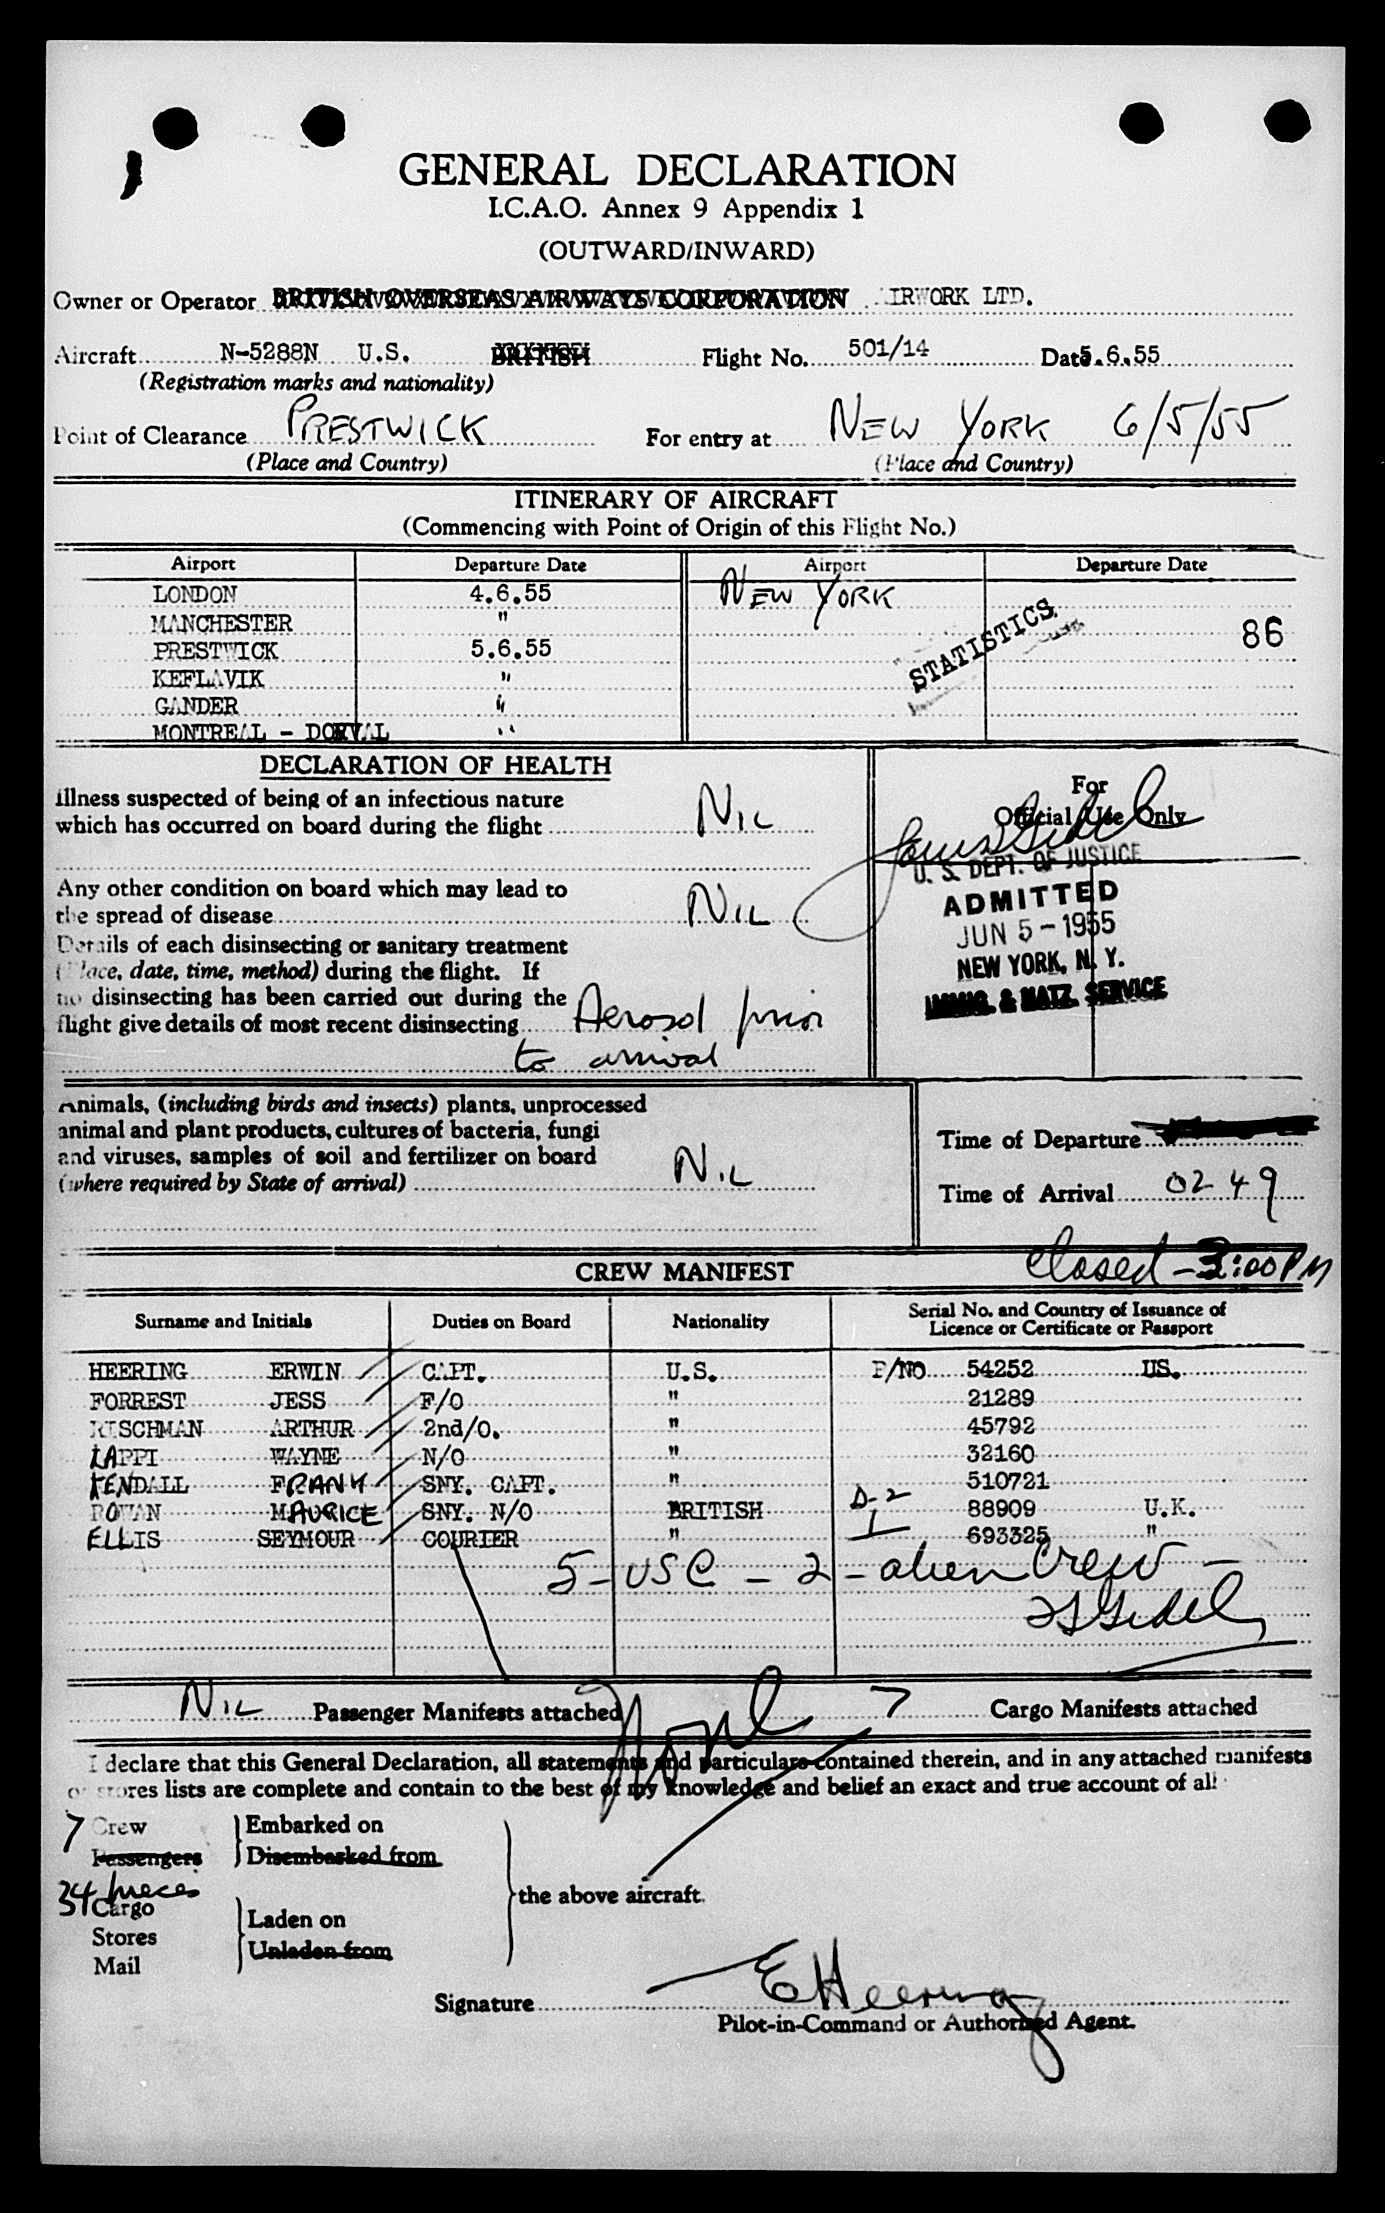 GENERAL DECLARATION
I.C.A.O. Annex 9 Appendix 1
(OUTWARD/INWARD)
Owner or Operator BRITISH OVERSEAS AIRWAYS CORPORATION AIRWORK LTD.
Aircraft N-5288N U.S. BRITISH Flight No. 501/14 Date 5.6.55
(Registration marks and nationality)
Point of Clearance PRESTWICK For entry at NEW YORK 6/5/55
(Place and Country) (Place and Country)
ITINERARY OF AIRCRAFT
(Commencing with Point of Origin of this Flight No.)
Airport Departure Date Airport Departure Date
LONDON 4.6.55 NEW YORK
MANCHESTER "
STATISTICS 86
PRESTWICK 5.6.55
KEFLAVIK "
GANDER "
MONTREAL - DORVAL "
DECLARATION OF HEALTH
Illness suspected of being of an infectious nature
which has occurred on board during the flight NIL
Any other condition on board which may lead to
the spread of disease NIL
Details of each disinsecting or sanitary treatment
(Place, date, time, method) during the flight. If
no disinsecting has been carried out during the
flight give details of most recent disinsecting Aerosol prior
to arrival
For
Official Use Only
U. S. DEPT. OF JUSTICE
ADMITTED
JUN 5 - 1955
NEW YORK, N. Y.
IMMIG. & NATZ. SERVICE
Animals, (including birds and insects) plants, unprocessed
animal and plant products, cultures of bacteria, fungi
and viruses, samples of soil and fertilizer on board
(where required by State of arrival) NIL
Time of Departure
Time of Arrival 0249
Closed - 3:00 PM
CREW MANIFEST
Surname and Initials Duties on Board Nationality Serial No. and Country of Issuance of
Licence or Certificate or Passport
HEERING ERWIN CAPT. U.S. P/NO 54252 US.
FORREST JESS F/O " 21289
RISCHMAN ARTHUR 2nd/O. " 45792
LAPPI WAYNE N/O " 32160
KENDALL FRANK SNY. CAPT. " 510721
ROWAN MAURICE SNY. N/O BRITISH D-2 88909 U.K.
ELLIS SEYMOUR COURIER " I 693325 "
5 - USC - 2 - alien Crew -
NIL Passenger Manifests attached 7 Cargo Manifests attached
I declare that this General Declaration, all statements and particulars contained therein, and in any attached manifests
or stores lists are complete and contain to the best of my knowledge and belief an exact and true account of all
7 Crew Embarked on
Passengers Disembarked from
34 pieces
the above aircraft.
Cargo Laden on
Stores Unladen from
Mail
Signature E Heering
Pilot-in-Command or Authorized Agent.